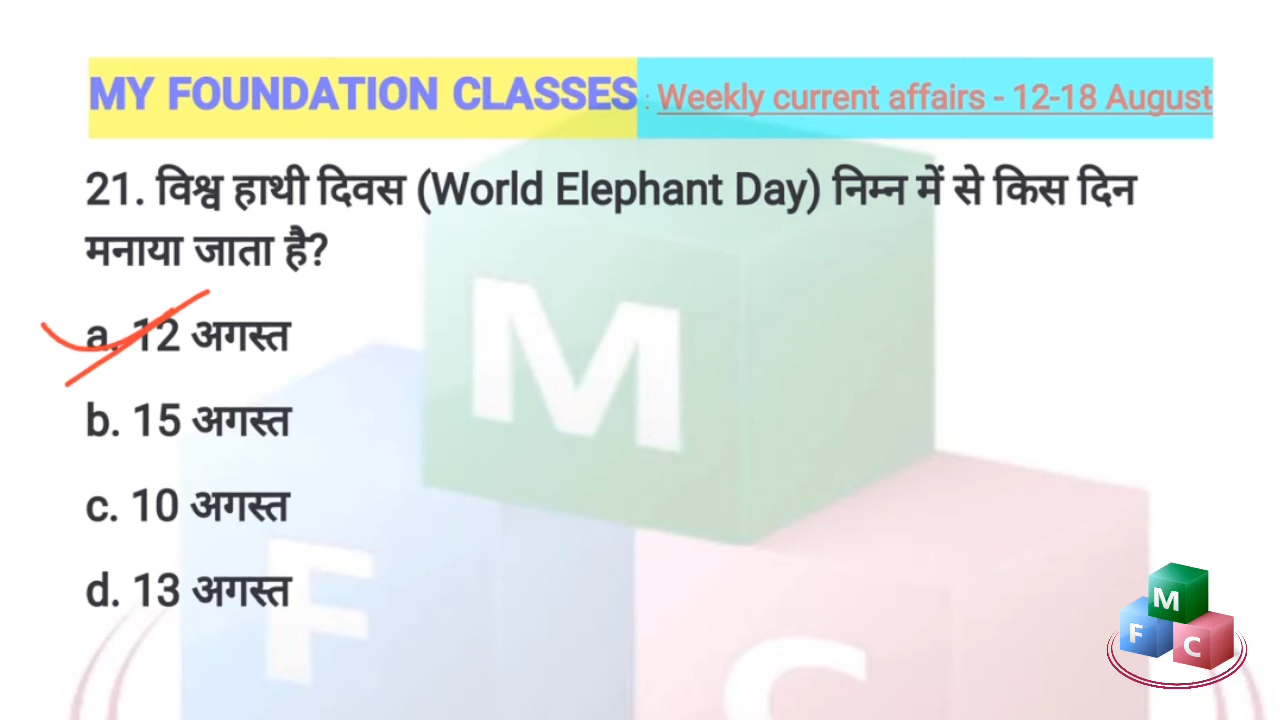 MY FOUNDATION CLASSES : Weekly current affairs - 12-18 August
21. विश्व हाथी दिवस (World Elephant Day) निम्न में से किस दिन
मनाया जाता है?
a. 12 अगस्त
b. 15 अगस्त
c. 10 अगस्त
d. 13 अगस्त
M
F
C
M
F
C